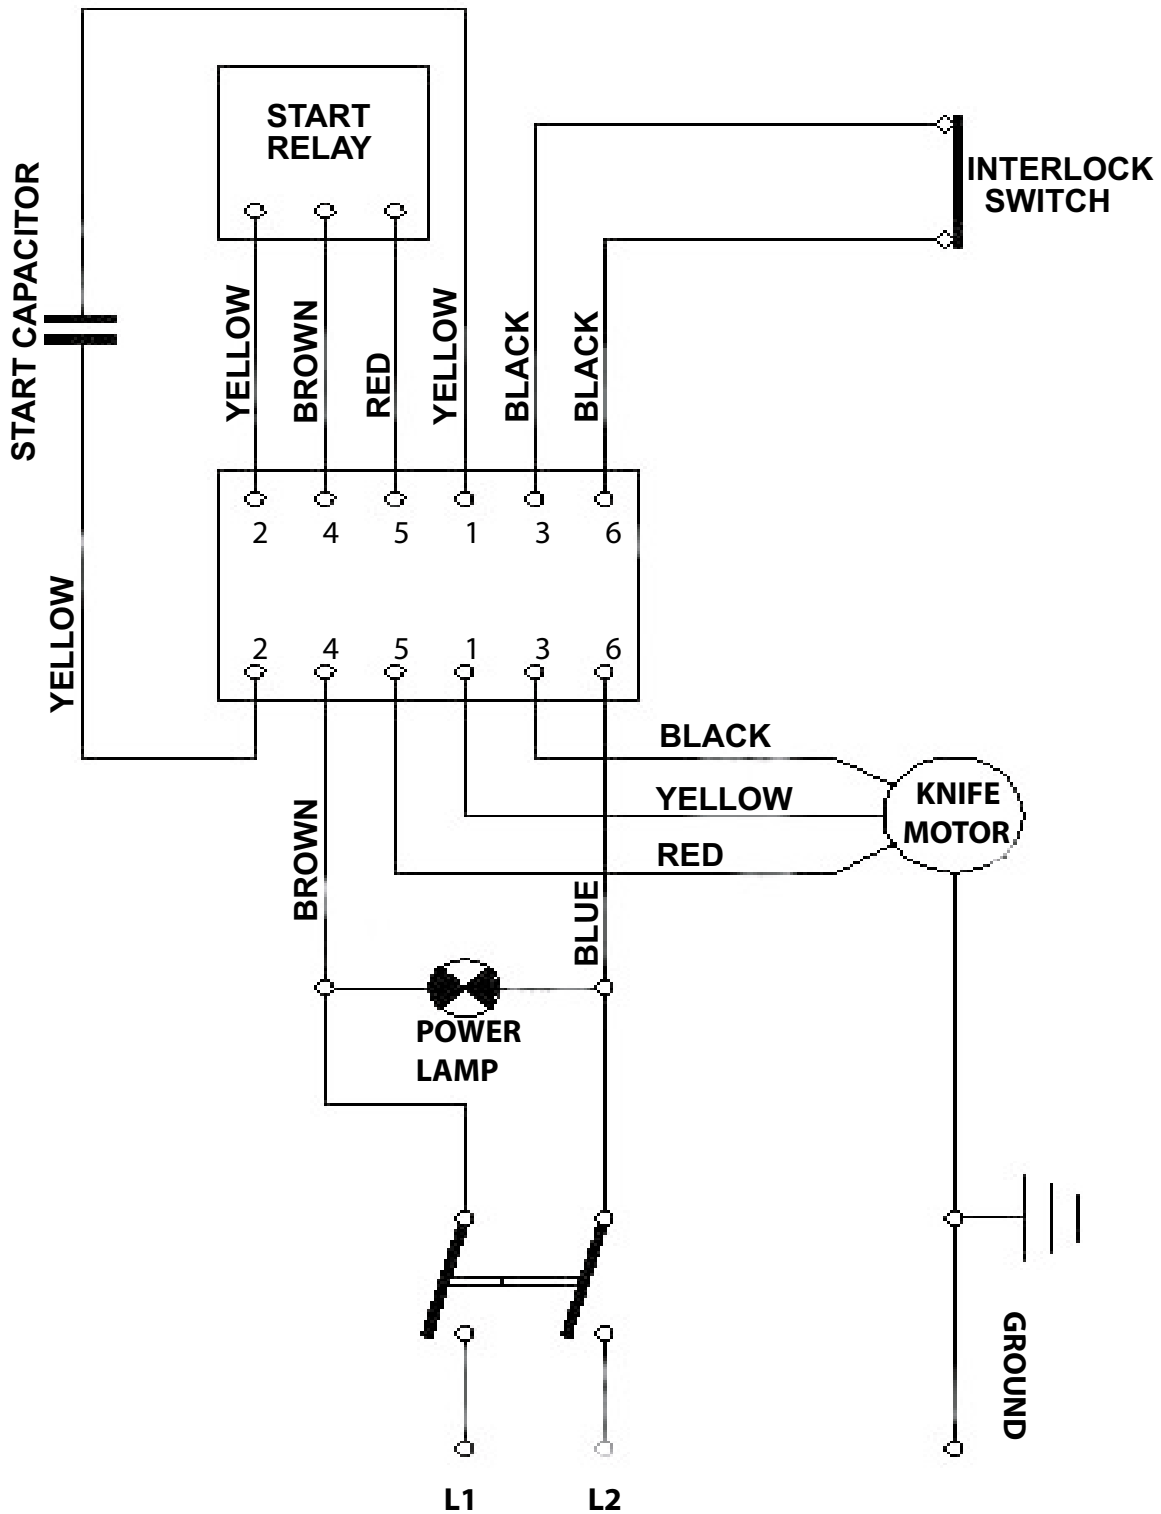 START
RELAY
INTERLOCK
SWITCH
START CAPACITOR
YELLOW
BROWN
RED
YELLOW
BLACK
BLACK
2 4 5 1 3 6
2 4 5 1 3 6
YELLOW
BLACK
YELLOW
RED
KNIFE
MOTOR
BROWN
BLUE
POWER
LAMP
GROUND
L1 L2